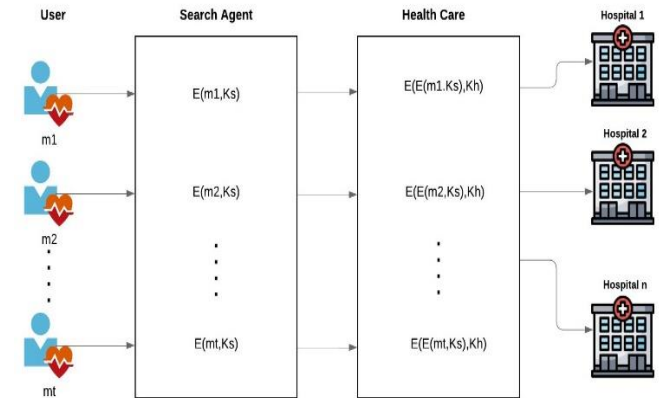 User
Search Agent
Health Care
Hospital 1
E(m1,Ks)
E(E(m1.Ks),Kh)
m1
Hospital 2
E(m2,Ks)
E(E(m2,Ks),Kh)
m2
Hospital n
E(mt,Ks)
E(E(mt,Ks),Kh)
mt